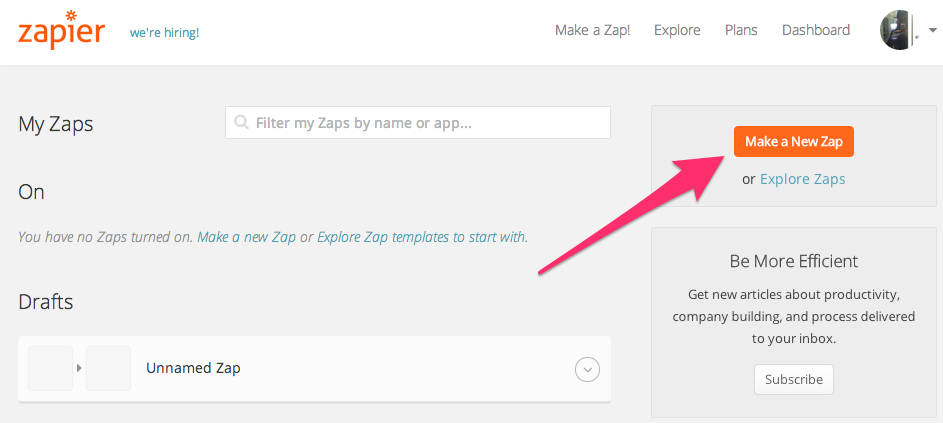 zapier
we're hiring!
Make a Zap!
Explore
Plans
Dashboard
My Zaps
Filter my Zaps by name or app...
Make a New Zap
or Explore Zaps
On
You have no Zaps turned on. Make a new Zap or Explore Zap templates to start with.
Be More Efficient
Get new articles about productivity,
company building, and process delivered
to your inbox.
Subscribe
Drafts
Unnamed Zap